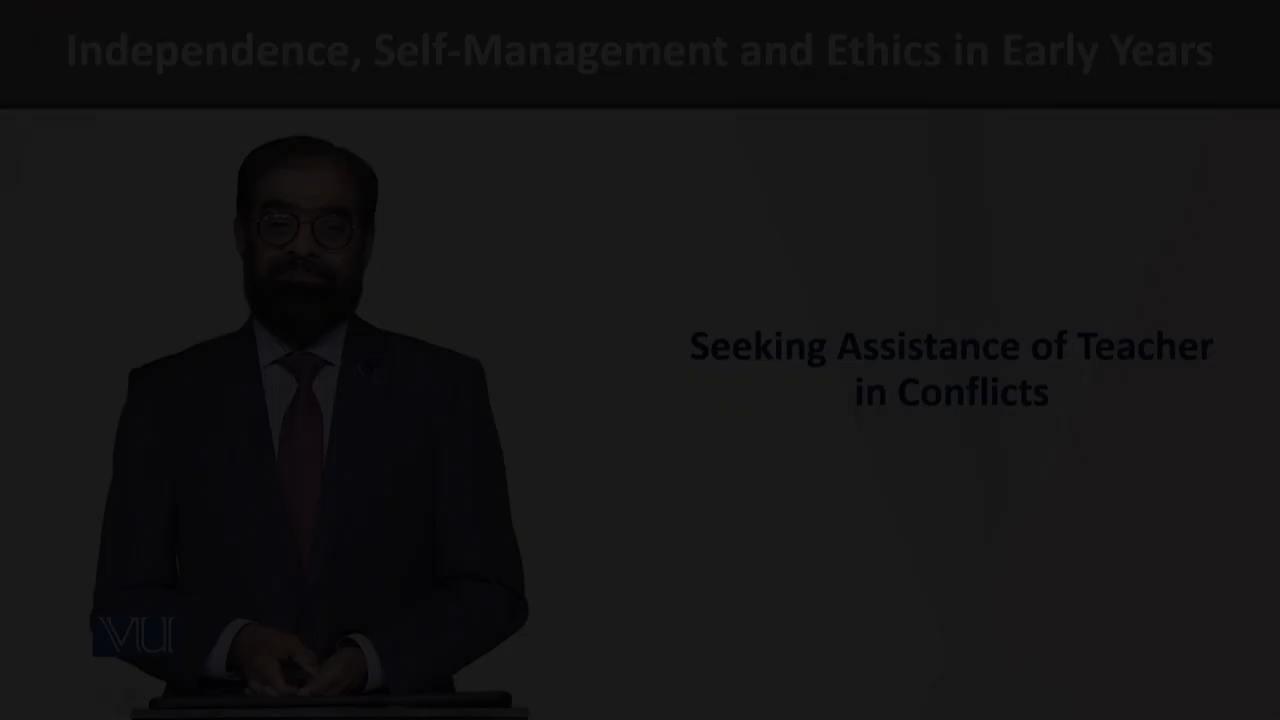 Independence, Self-Management and Ethics in Early Years
Seeking Assistance of Teacher
in Conflicts
VU